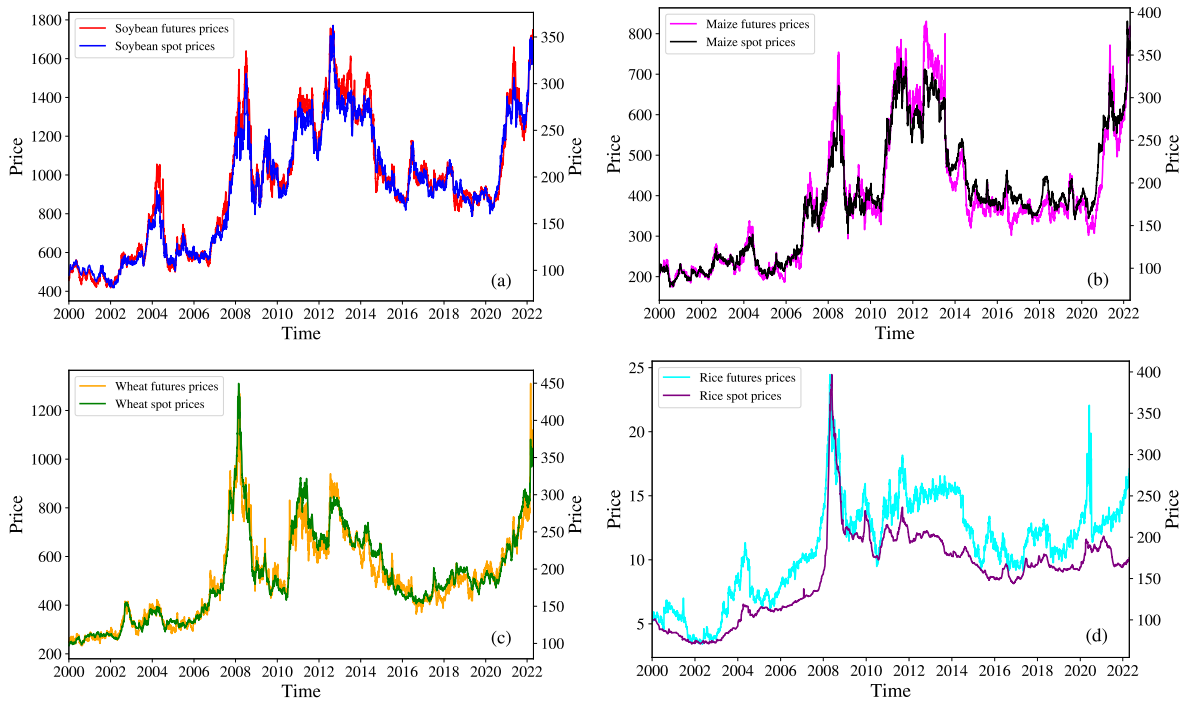 Soybean futures prices
Soybean spot prices
1800
1600
1400
1200
1000
800
600
400
350
300
250
200
150
100
Price
Price
(a)
2000 2002 2004 2006 2008 2010 2012 2014 2016 2018 2020 2022
Time
Maize futures prices
Maize spot prices
800
700
600
500
400
300
200
400
350
300
250
200
150
100
Price
Price
(b)
2000 2002 2004 2006 2008 2010 2012 2014 2016 2018 2020 2022
Time
Wheat futures prices
Wheat spot prices
1200
1000
800
600
400
200
450
400
350
300
250
200
150
100
Price
Price
(c)
2000 2002 2004 2006 2008 2010 2012 2014 2016 2018 2020 2022
Time
Rice futures prices
Rice spot prices
25
20
15
10
5
400
350
300
250
200
150
100
Price
Price
(d)
2000 2002 2004 2006 2008 2010 2012 2014 2016 2018 2020 2022
Time